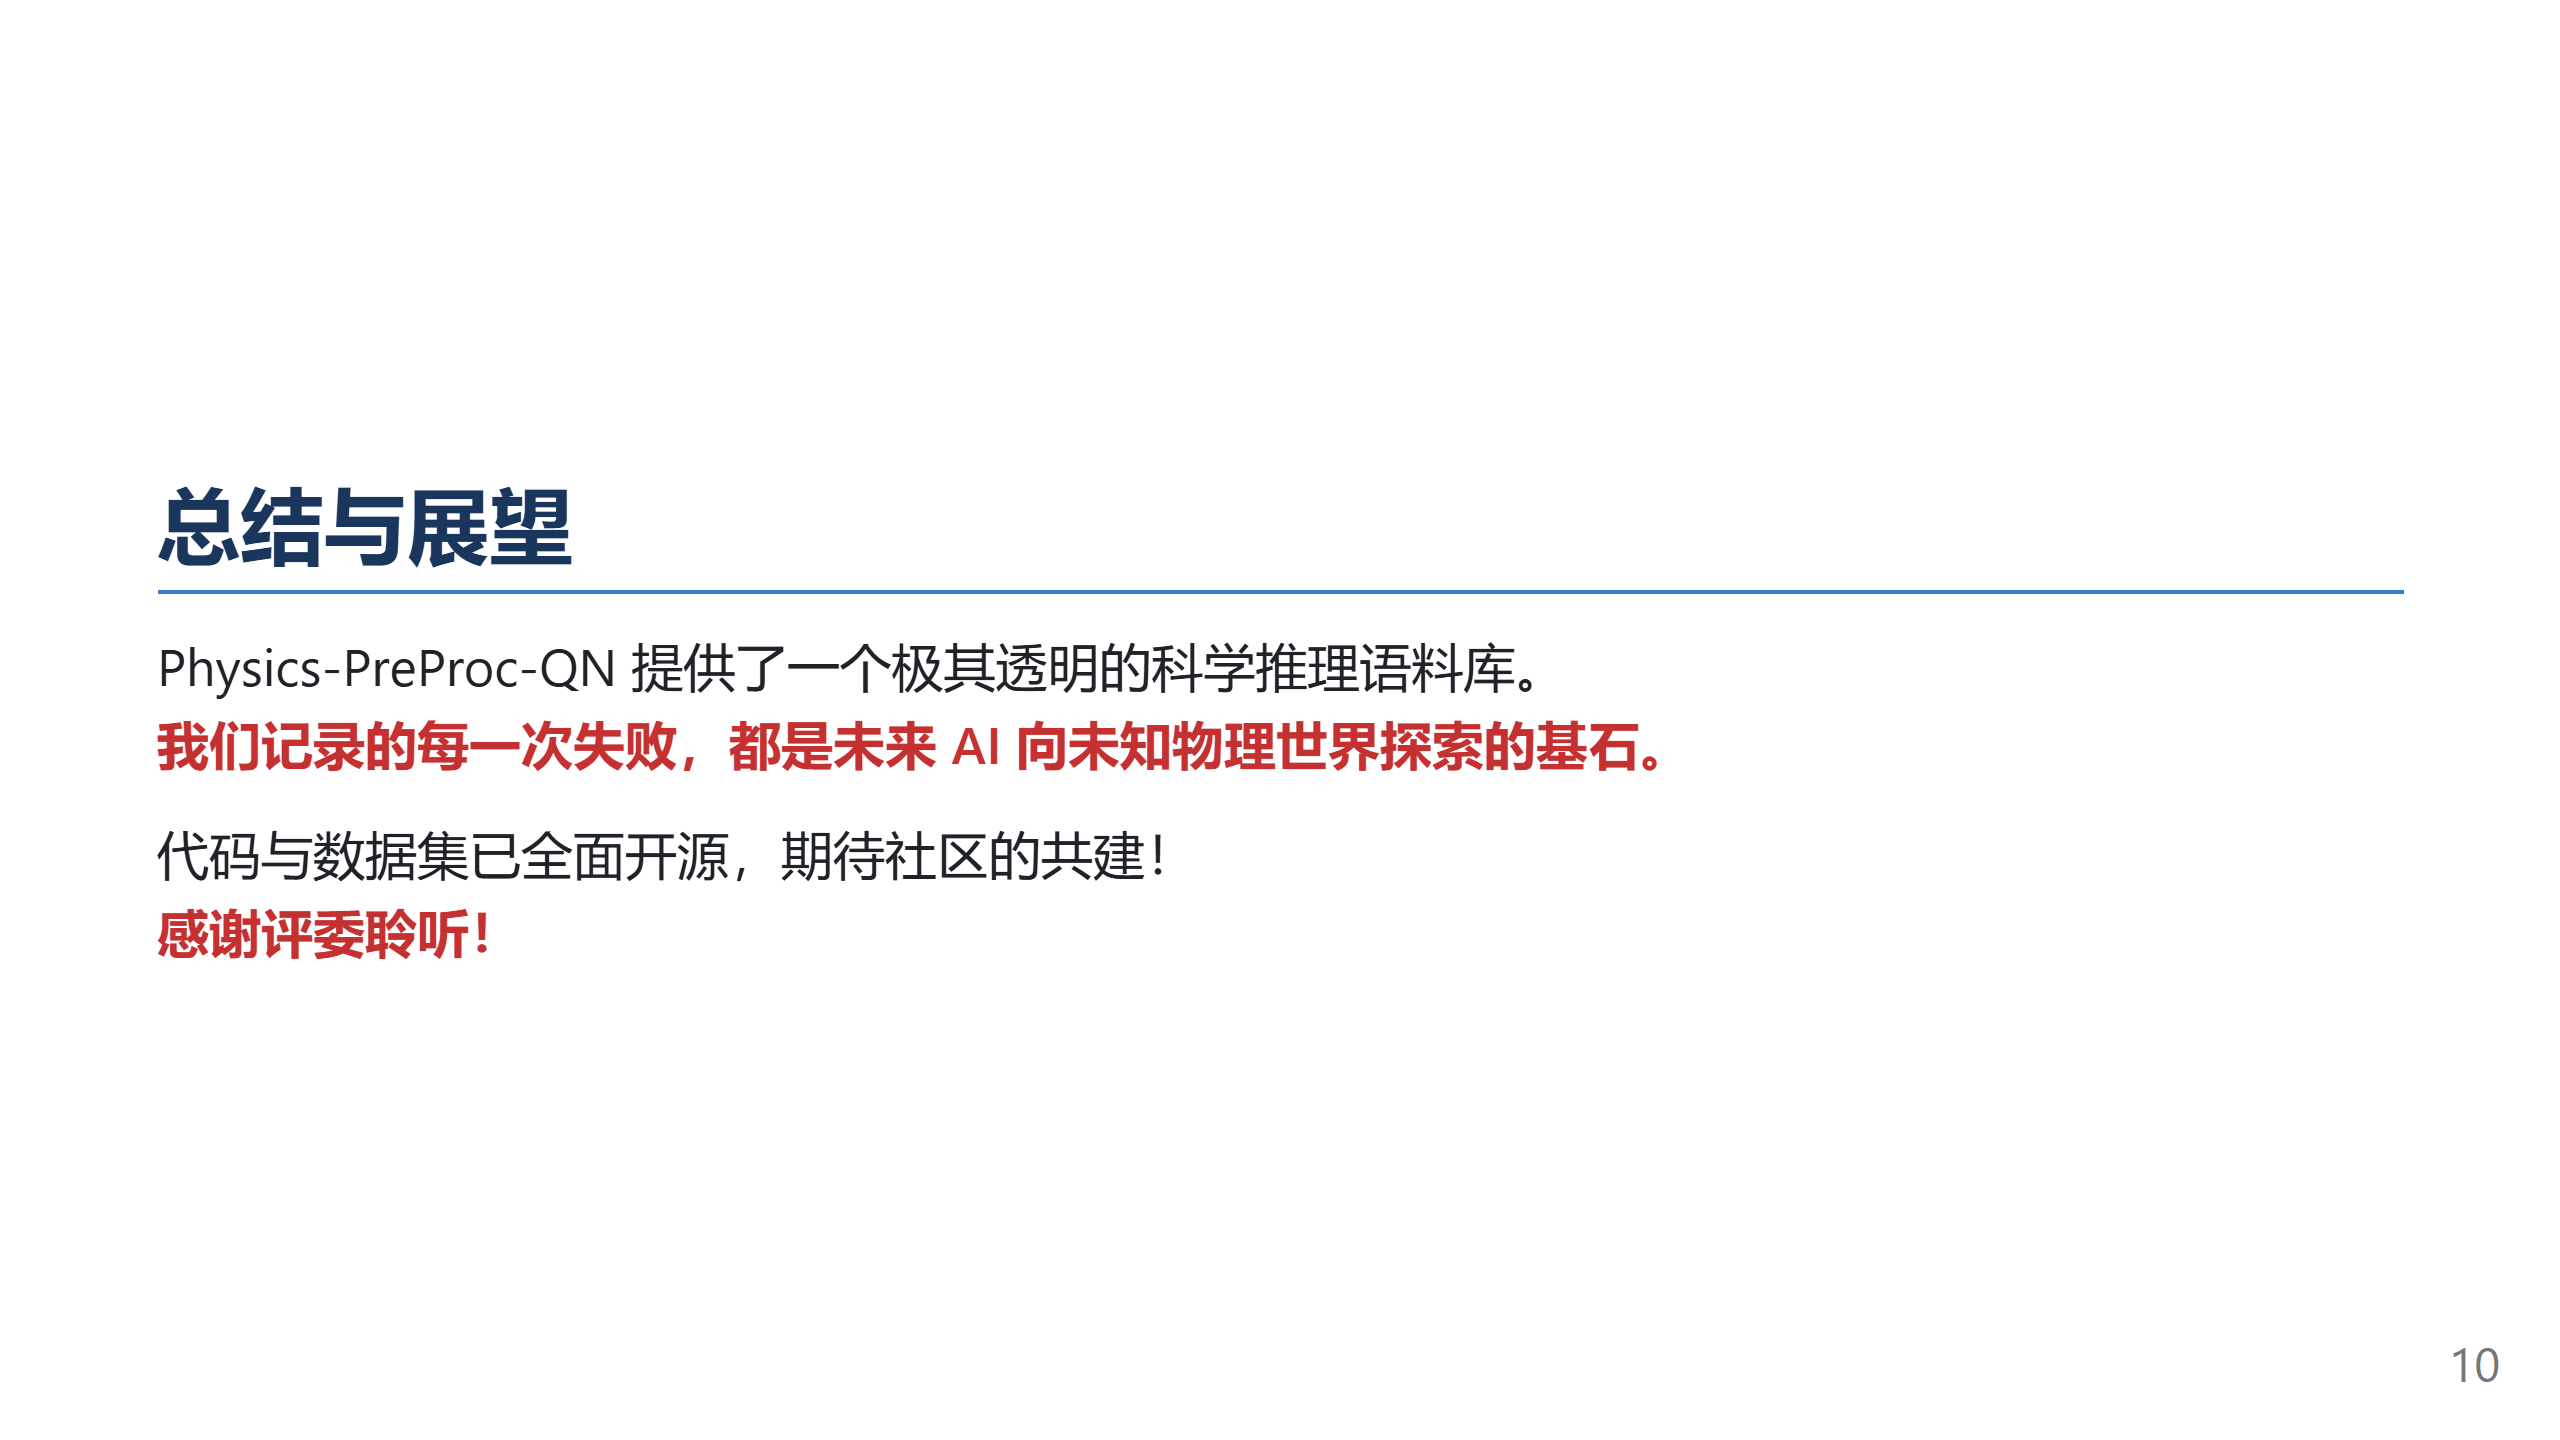 总结与展望
Physics-PreProc-QN 提供了一个极其透明的科学推理语料库。
我们记录的每一次失败，都是未来 AI 向未知物理世界探索的基石。
代码与数据集已全面开源，期待社区的共建！
感谢评委聆听！
10